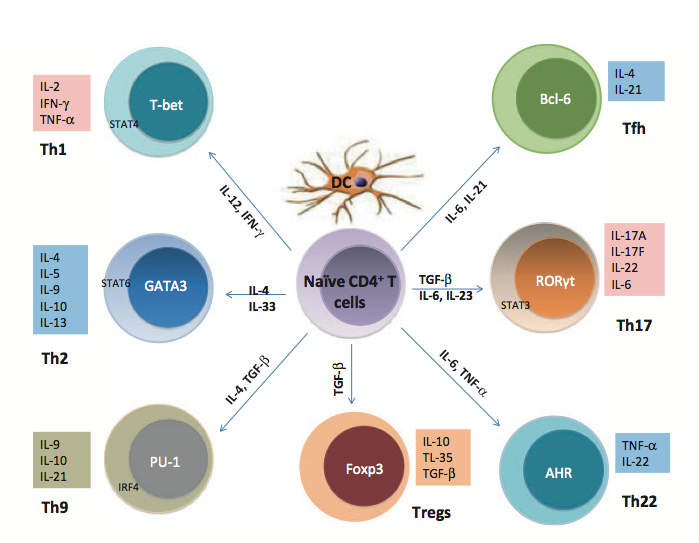 IL-2
IFN-γ
TNF-α
Th1
T-bet
STAT4
Bcl-6
IL-4
IL-21
Tfh
DC
IL-12, IFN-γ
IL-6, IL-21
IL-4
IL-5
IL-9
IL-10
IL-13
Th2
STAT6
GATA3
IL-4
IL-33
Naïve CD4⁺ T
cells
TGF-β
IL-6, IL-23
RORγt
STAT3
IL-17A
IL-17F
IL-22
IL-6
Th17
IL-4, TGF-β
TGF-β
IL-6, TNF-α
IL-9
IL-10
IL-21
Th9
PU-1
IRF4
Foxp3
IL-10
TL-35
TGF-β
Tregs
AHR
TNF-α
IL-22
Th22